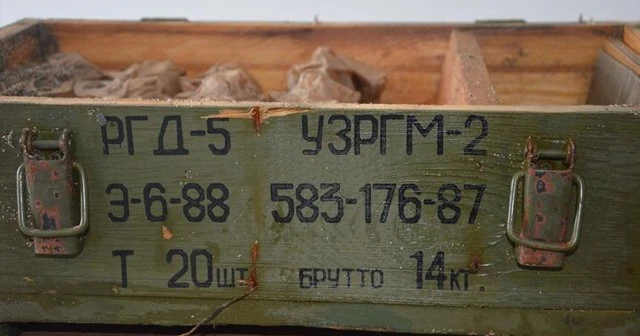 РГД-5 УЗРГМ-2
Э-6-88 583-176-87
Т 20шт БРУТТО 14кг.